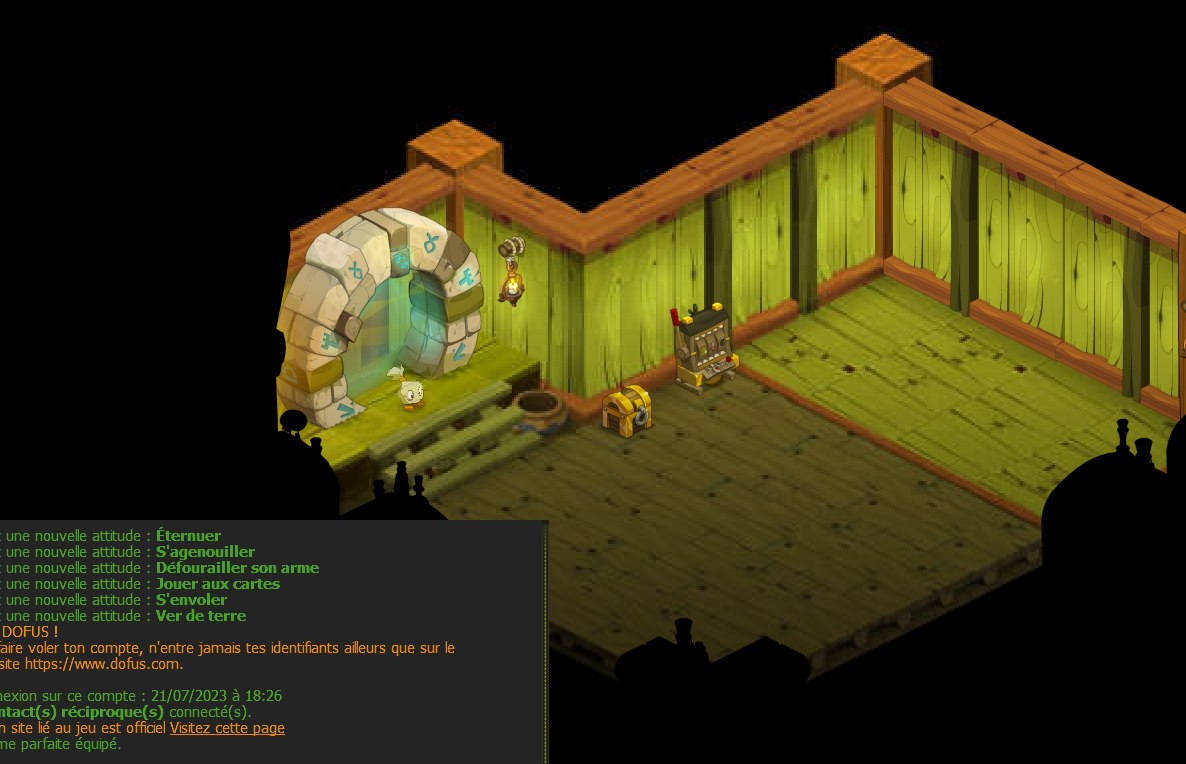 une nouvelle attitude : Éternuer
une nouvelle attitude : S'agenouiller
une nouvelle attitude : Défourailler son arme
une nouvelle attitude : Jouer aux cartes
une nouvelle attitude : S'envoler
une nouvelle attitude : Ver de terre
DOFUS !
faire voler ton compte, n'entre jamais tes identifiants ailleurs que sur le
site https://www.dofus.com.
nexion sur ce compte : 21/07/2023 à 18:26
ntact(s) réciproque(s) connecté(s).
n site lié au jeu est officiel Visitez cette page
me parfaite équipé.